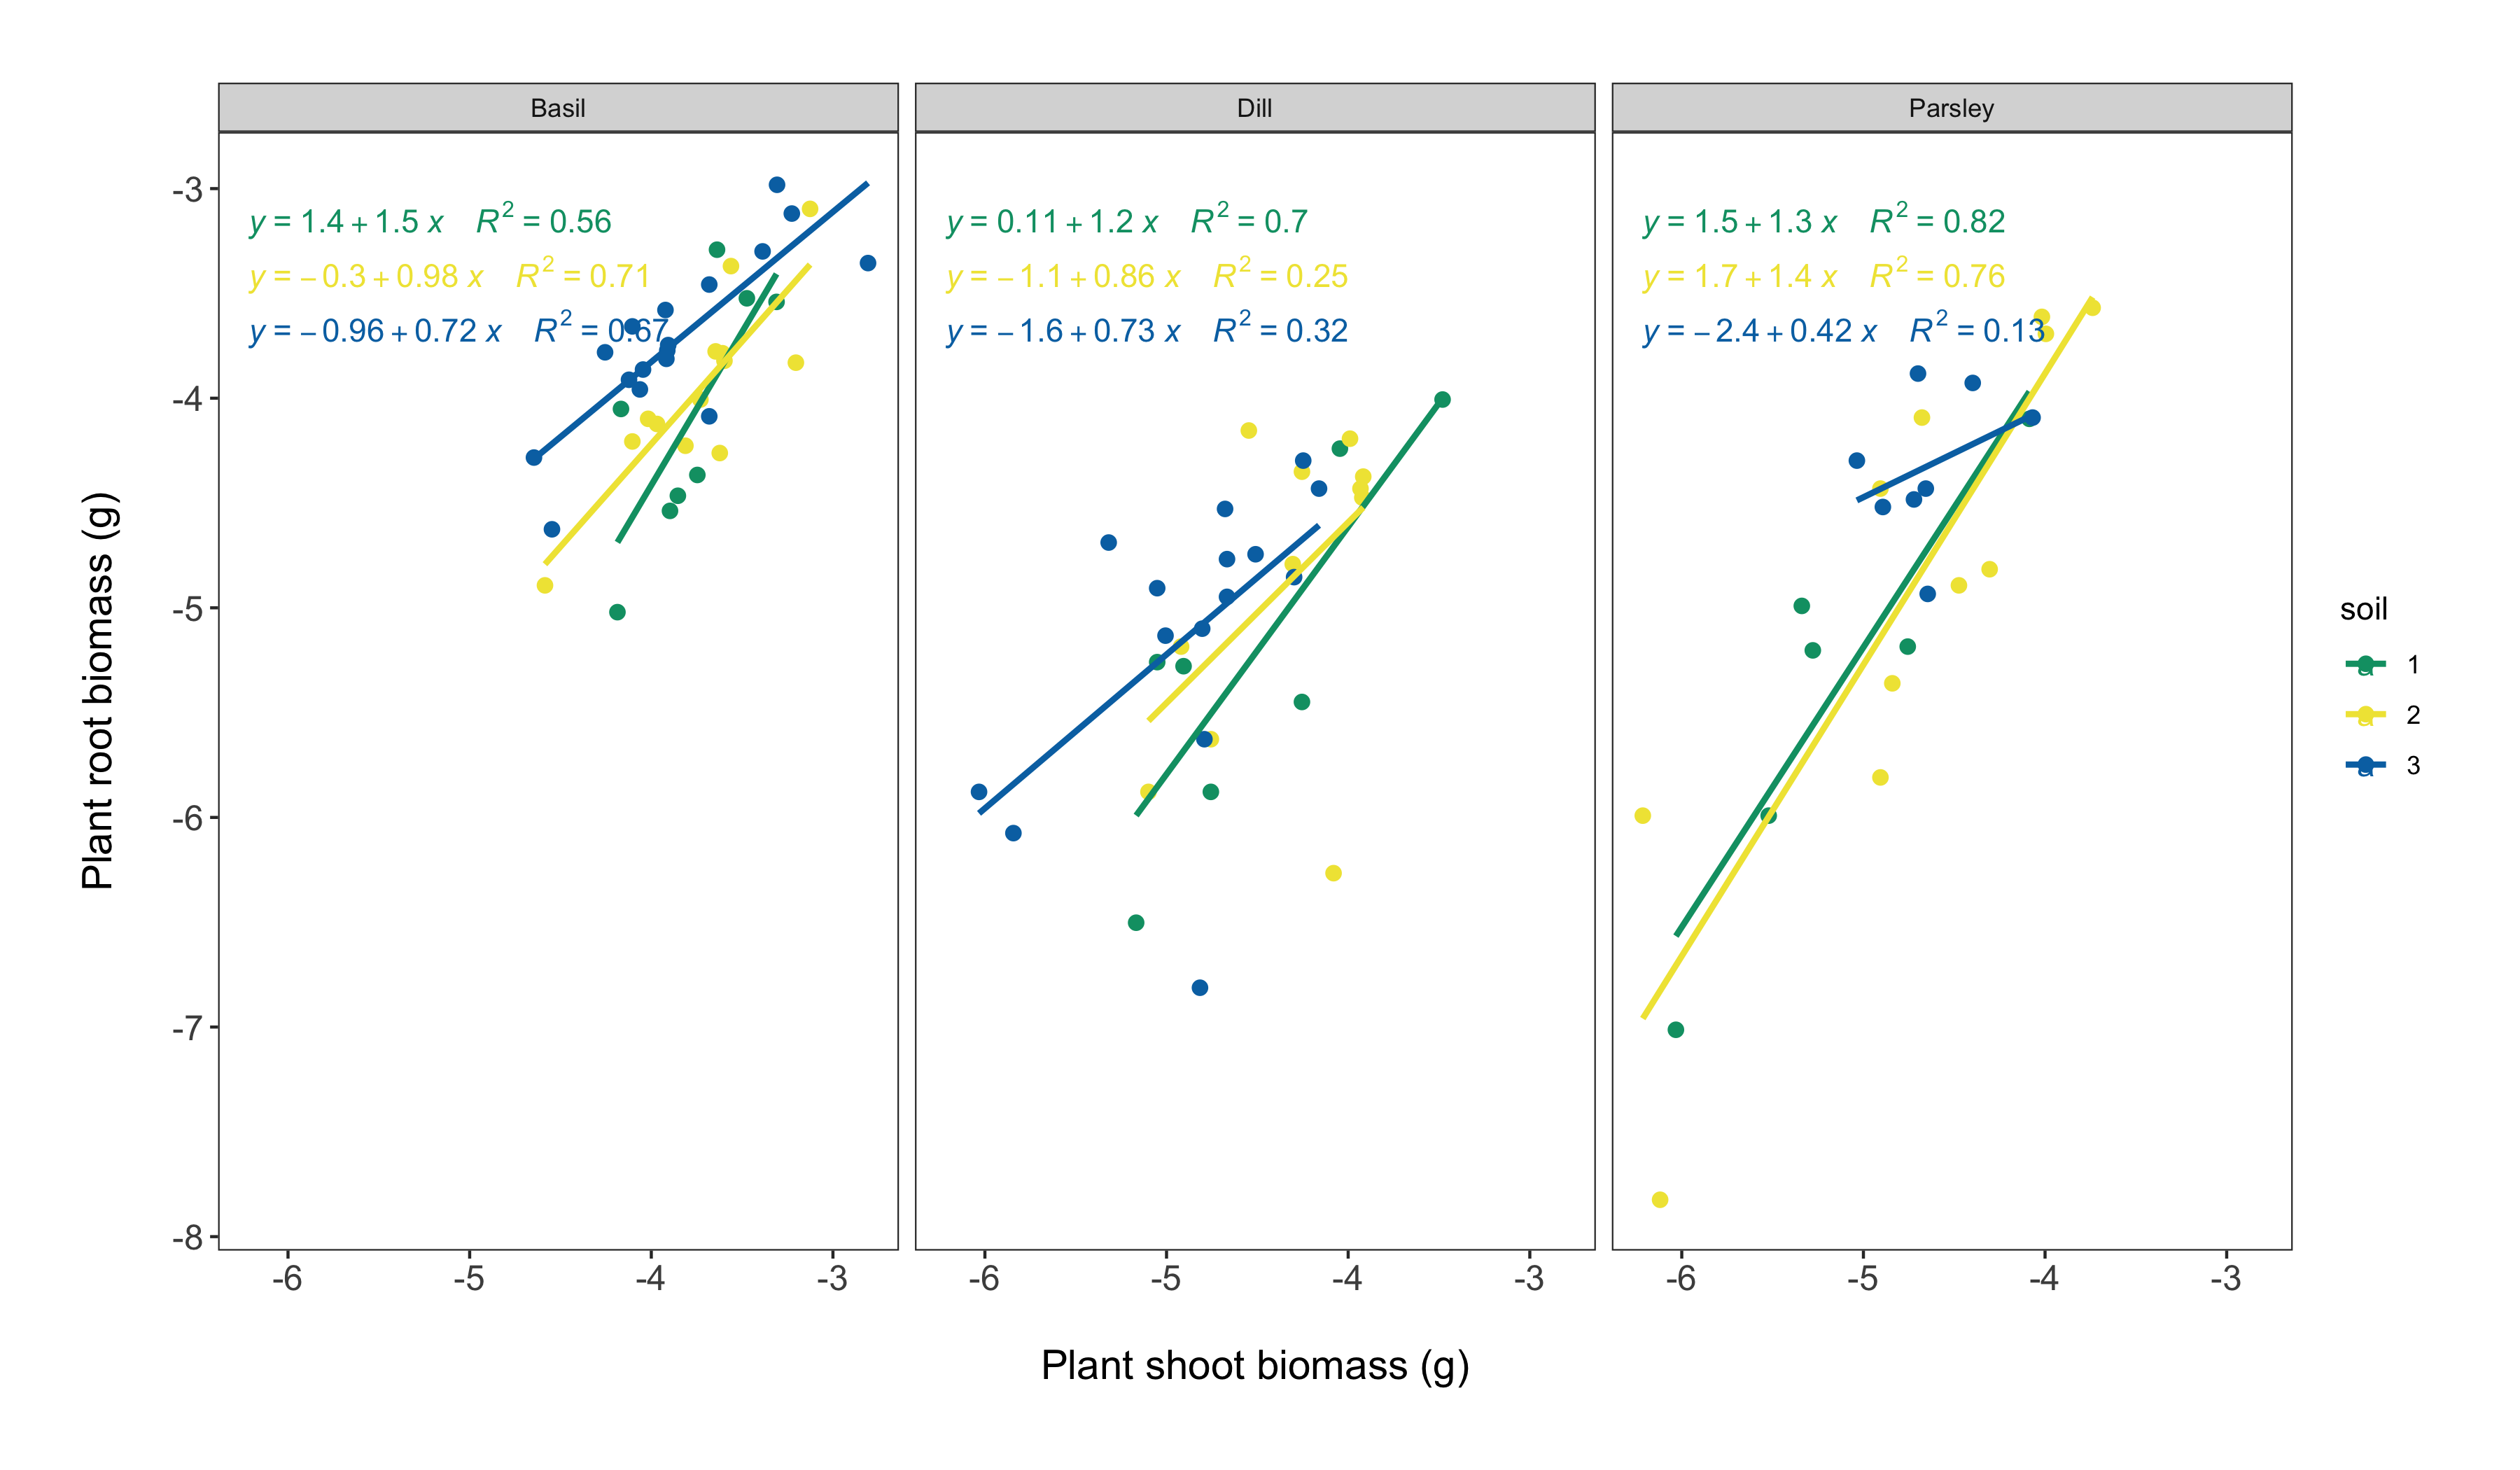 Basil
Dill
Parsley
y = 1.4 + 1.5 x R² = 0.56
y = − 0.3 + 0.98 x R² = 0.71
y = − 0.96 + 0.72 x R² = 0.67
y = 0.11 + 1.2 x R² = 0.7
y = − 1.1 + 0.86 x R² = 0.25
y = − 1.6 + 0.73 x R² = 0.32
y = 1.5 + 1.3 x R² = 0.82
y = 1.7 + 1.4 x R² = 0.76
y = − 2.4 + 0.42 x R² = 0.13
-3
-4
-5
-6
-7
-8
Plant root biomass (g)
-6 -5 -4 -3
-6 -5 -4 -3
-6 -5 -4 -3
Plant shoot biomass (g)
soil
a 1
a 2
a 3